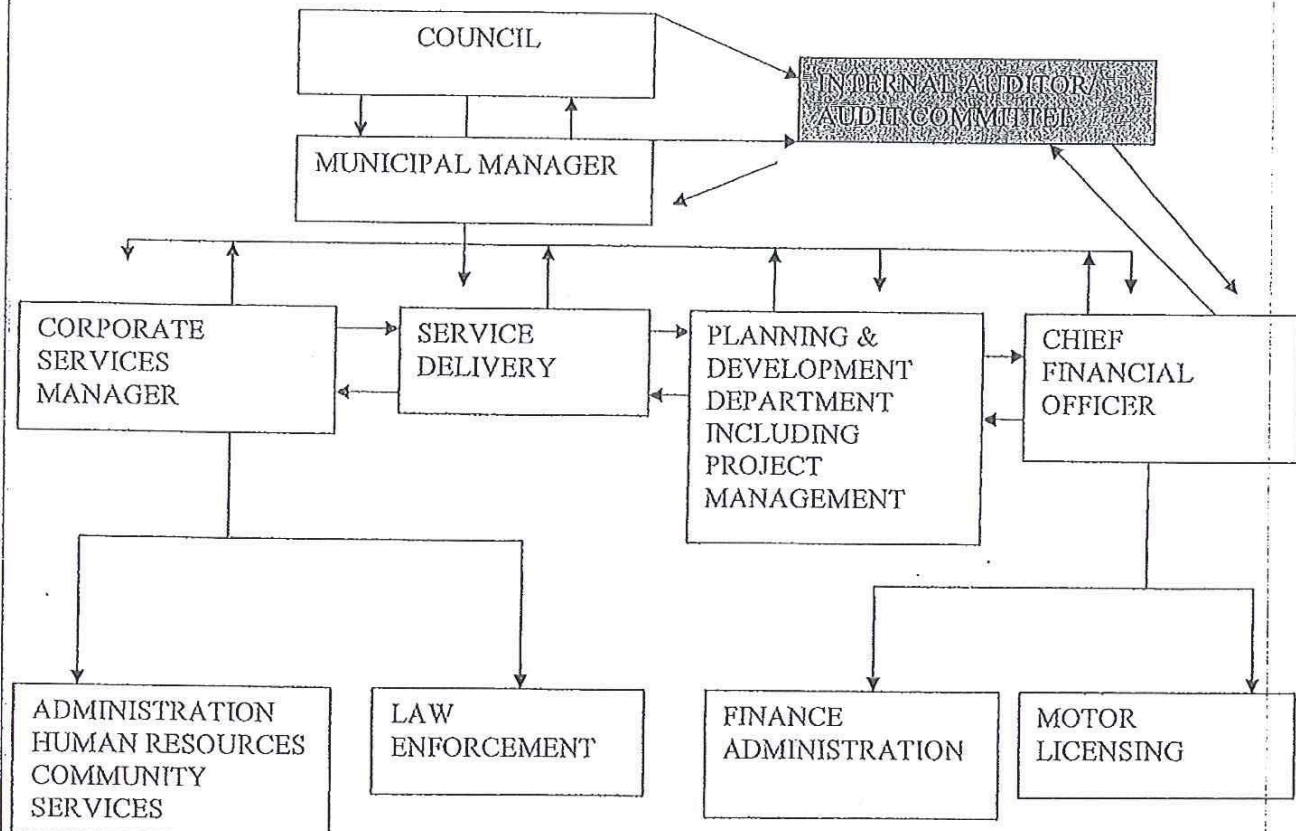 COUNCIL
INTERNAL AUDITOR/
AUDIT COMMITTEE
MUNICIPAL MANAGER
CORPORATE
SERVICES
MANAGER
SERVICE
DELIVERY
PLANNING &
DEVELOPMENT
DEPARTMENT
INCLUDING
PROJECT
MANAGEMENT
CHIEF
FINANCIAL
OFFICER
ADMINISTRATION
HUMAN RESOURCES
COMMUNITY
SERVICES
LAW
ENFORCEMENT
FINANCE
ADMINISTRATION
MOTOR
LICENSING